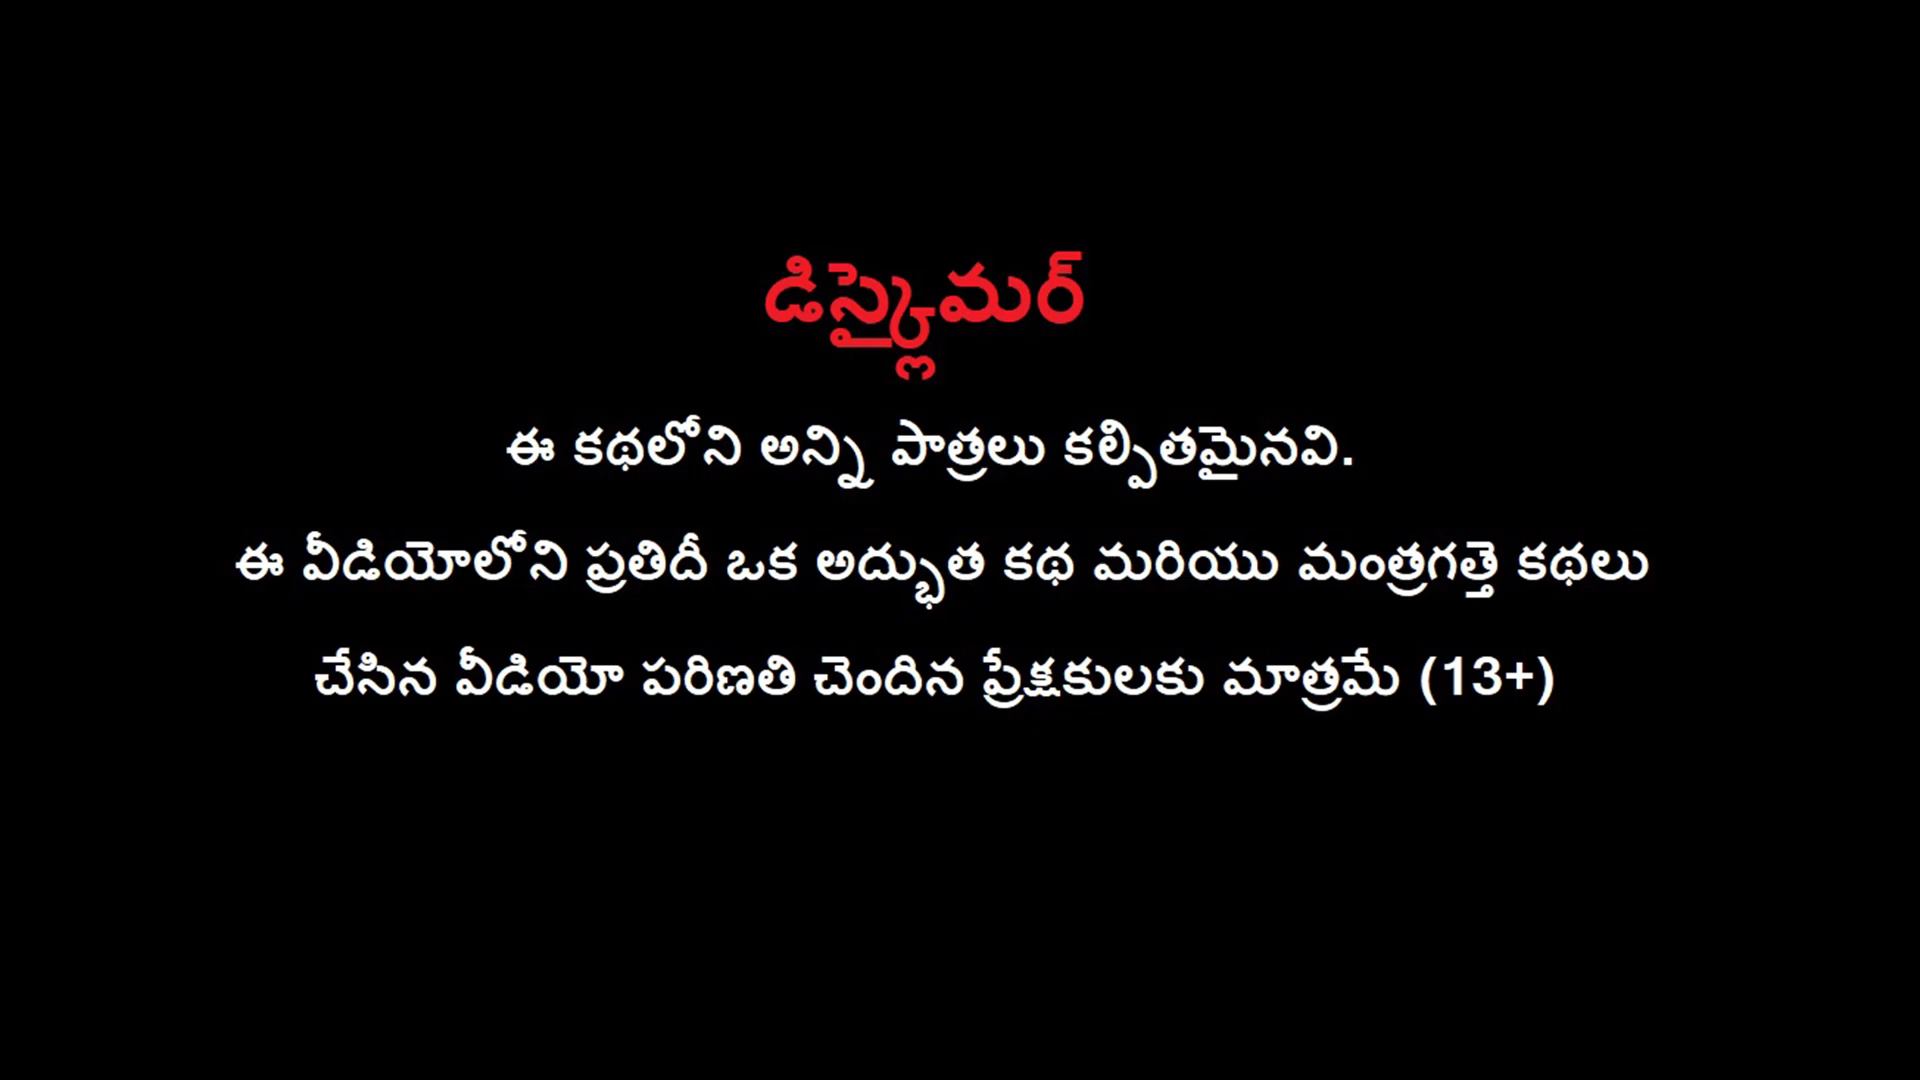 డిస్క్లైమర్
ఈ కథలోని అన్ని పాత్రలు కల్పితమైనవి.
ఈ వీడియోలోని ప్రతిదీ ఒక అద్భుత కథ మరియు మంత్రగత్తె కథలు
చేసిన వీడియో పరిణతి చెందిన ప్రేక్షకులకు మాత్రమే (13+)